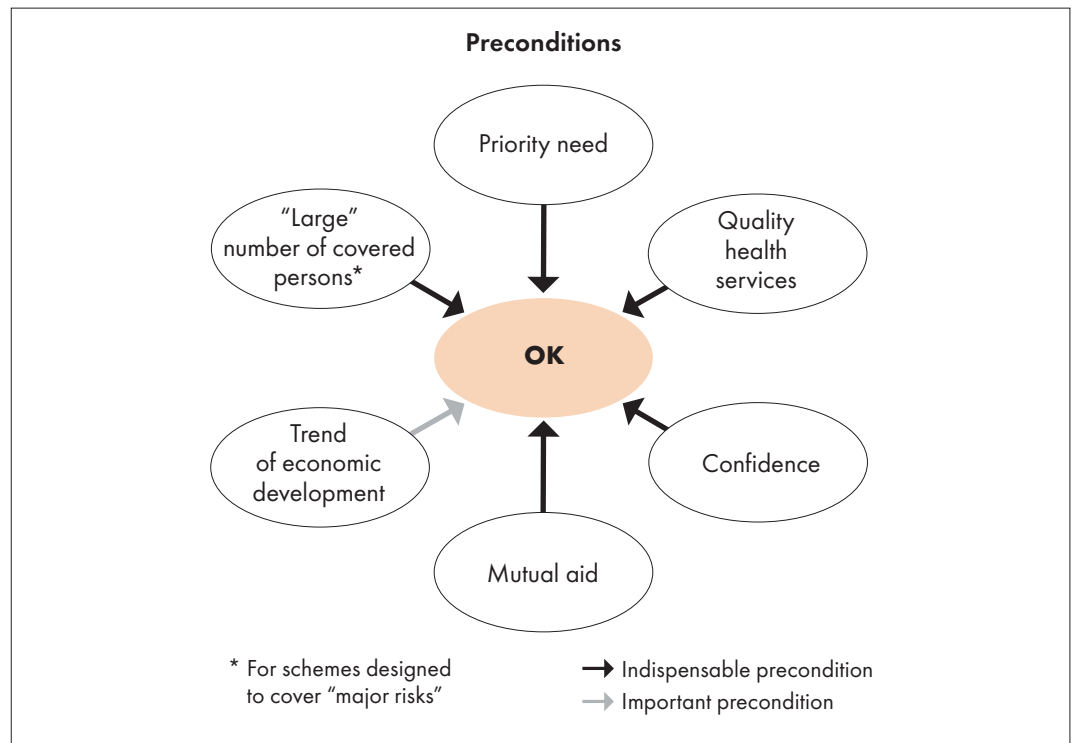 Preconditions
Priority need
“Large”
number of covered
persons*
Quality
health
services
OK
Trend
of economic
development
Confidence
Mutual aid
* For schemes designed
to cover “major risks”
Indispensable precondition
Important precondition